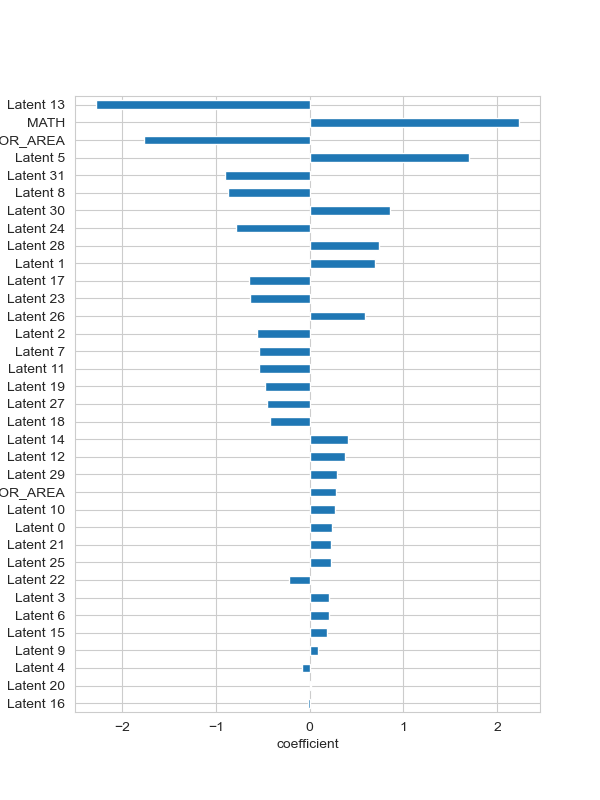 Latent 13
MATH
OR_AREA
Latent 5
Latent 31
Latent 8
Latent 30
Latent 24
Latent 28
Latent 1
Latent 17
Latent 23
Latent 26
Latent 2
Latent 7
Latent 11
Latent 19
Latent 27
Latent 18
Latent 14
Latent 12
Latent 29
OR_AREA
Latent 10
Latent 0
Latent 21
Latent 25
Latent 22
Latent 3
Latent 6
Latent 15
Latent 9
Latent 4
Latent 20
Latent 16
−2 −1 0 1 2
coefficient